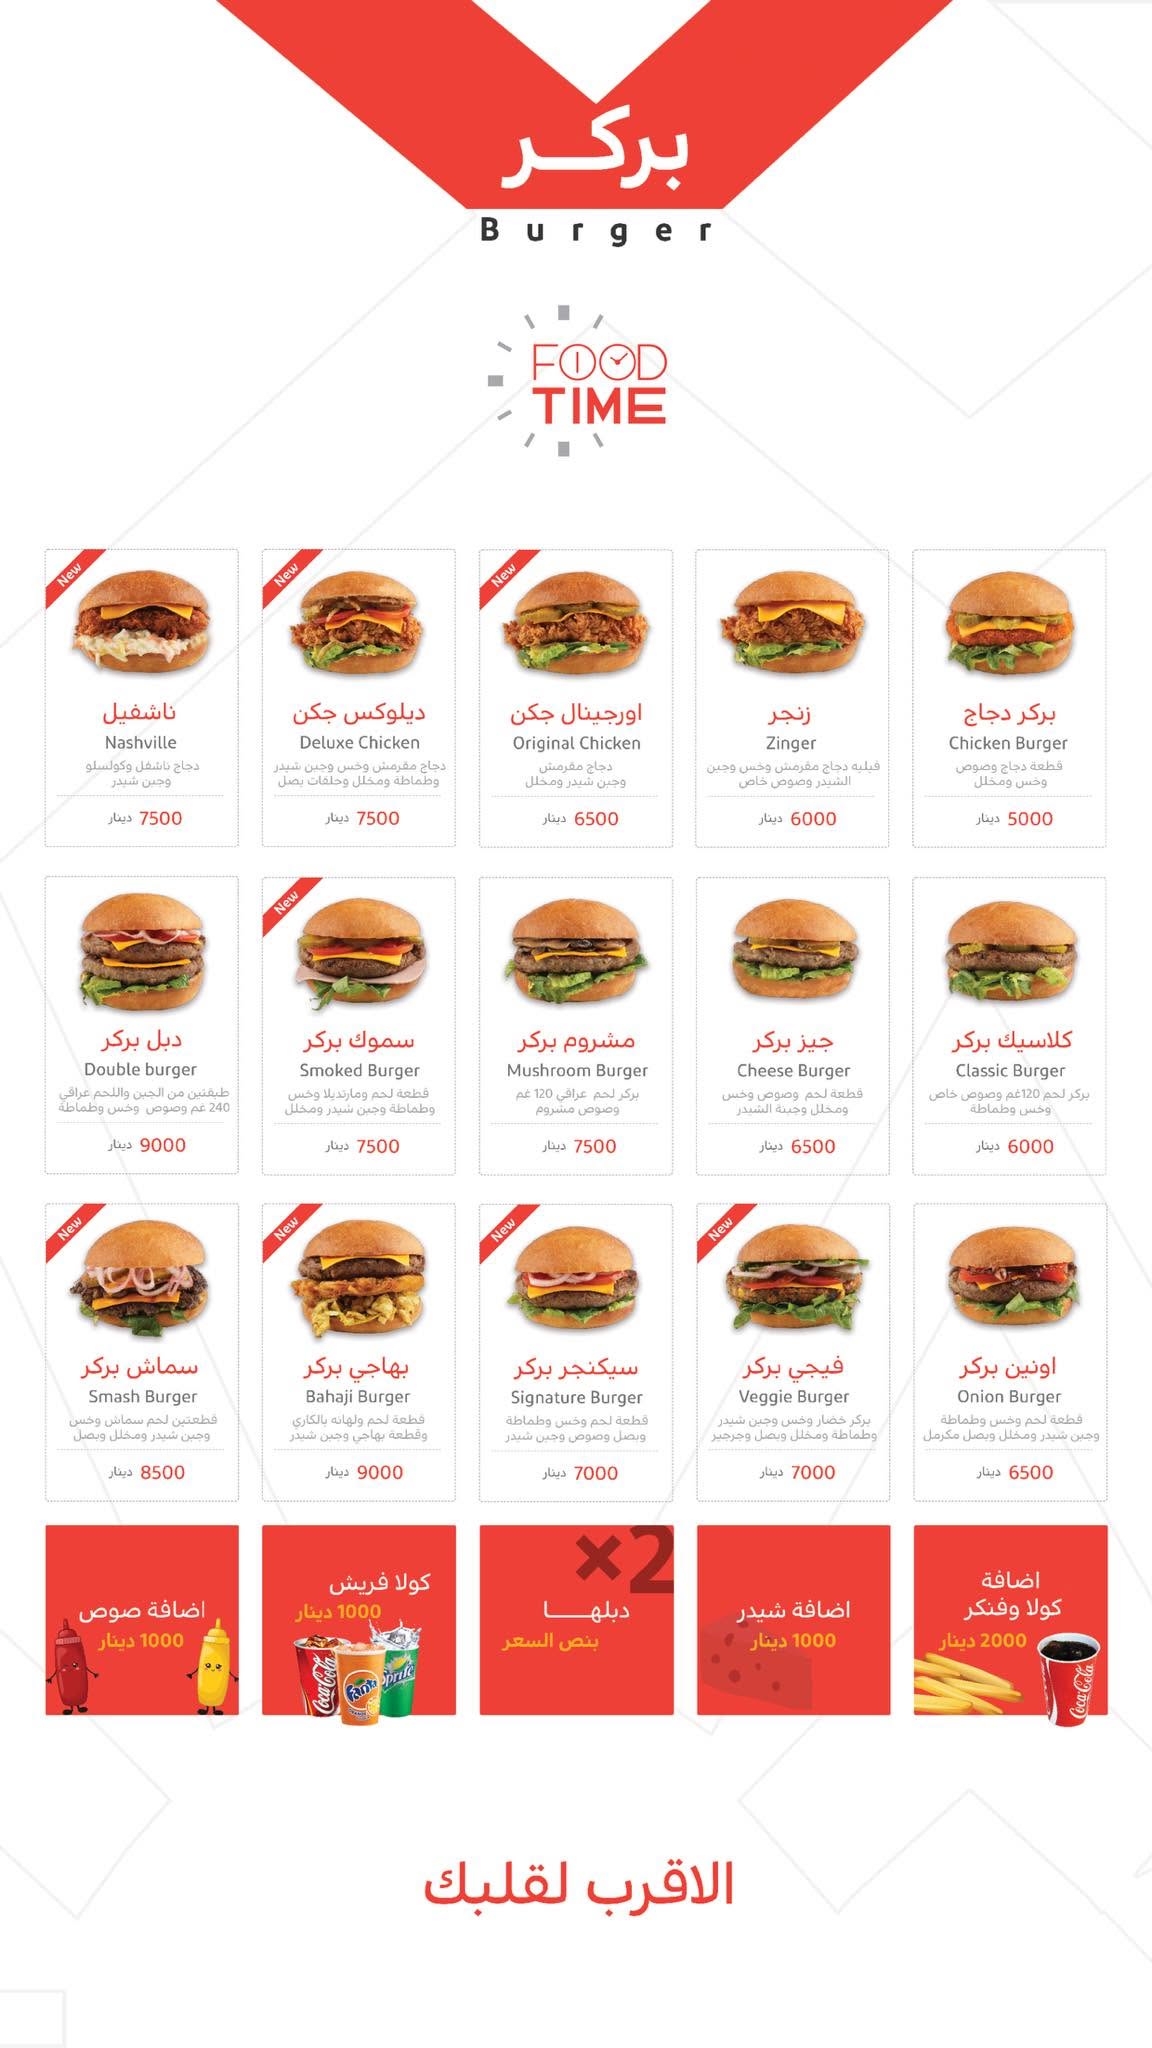 بركر
Burger
FOOD
TIME
بركر دجاج
Chicken Burger
قطعة دجاج وصوص
وخس ومخلل
5000 دينار
زنجر
Zinger
فيليه دجاج مقرمش وخس وجبن
الشيدر وصوص خاص
6000 دينار
New
اورجينال جكن
Original Chicken
دجاج مقرمش
وجبن شيدر ومخلل
6500 دينار
New
ديلوكس جكن
Deluxe Chicken
دجاج مقرمش وخس وجبن شيدر
وطماطة ومخلل وحلقات بصل
7500 دينار
New
ناشفيل
Nashville
دجاج ناشفل وكولسلو
وجبن شيدر
7500 دينار
كلاسيك بركر
Classic Burger
بركر لحم 120غم وصوص خاص
وخس وطماطة
6000 دينار
جيز بركر
Cheese Burger
قطعة لحم وصوص وخس
ومخلل وجبنة الشيدر
6500 دينار
مشروم بركر
Mushroom Burger
بركر لحم عراقي 120 غم
وصوص مشروم
7500 دينار
New
سموك بركر
Smoked Burger
قطعة لحم ومارتديلا وخس
وطماطة وجبن شيدر ومخلل
7500 دينار
دبل بركر
Double burger
طبقتين من الجبن واللحم عراقي
240 غم وصوص وخس وطماطة
9000 دينار
اونين بركر
Onion Burger
قطعة لحم وخس وطماطة
وجبن شيدر ومخلل وبصل مكرمل
6500 دينار
New
فيجي بركر
Veggie Burger
بركر خضار وخس وجبن شيدر
وطماطة ومخلل وبصل وجرجير
7000 دينار
New
سيكنجر بركر
Signature Burger
قطعة لحم وخس وطماطة
وبصل وصوص وجبن شيدر
7000 دينار
New
بهاجي بركر
Bahaji Burger
قطعة لحم ولهانه بالكاري
وقطعة بهاجي وجبن شيدر
9000 دينار
New
سماش بركر
Smash Burger
قطعتين لحم سماش وخس
وجبن شيدر ومخلل وبصل
8500 دينار
اضافة
كولا وفنكر
2000 دينار
Coca-Cola
اضافة شيدر
1000 دينار
×2
دبلهـــــا
بنص السعر
كولا فريش
1000 دينار
Coca-Cola
Fanta
Sprite
اضافة صوص
1000 دينار
الاقرب لقلبك